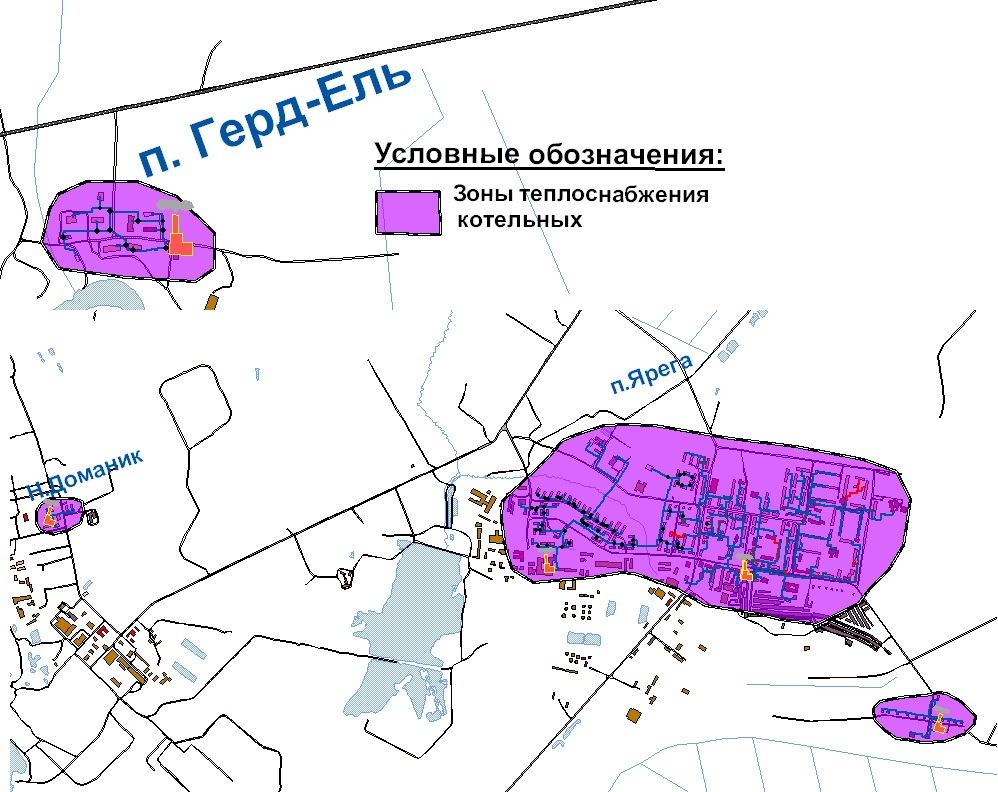 п. Герд-Ель
Условные обозначения:
Зоны теплоснабжения
котельных
п.Ярега
Н.Доманик